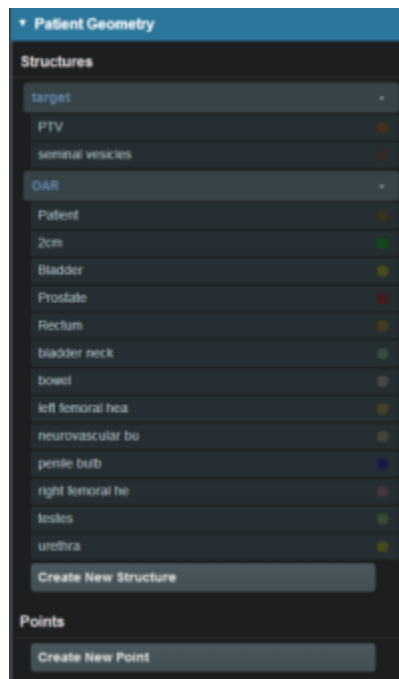 Patient Geometry
Structures
target
PTV
seminal vesicles
OAR
Patient
2cm
Bladder
Prostate
Rectum
bladder neck
bowel
left femoral hea
neurovascular bu
penile bulb
right femoral he
testes
urethra
Create New Structure
Points
Create New Point